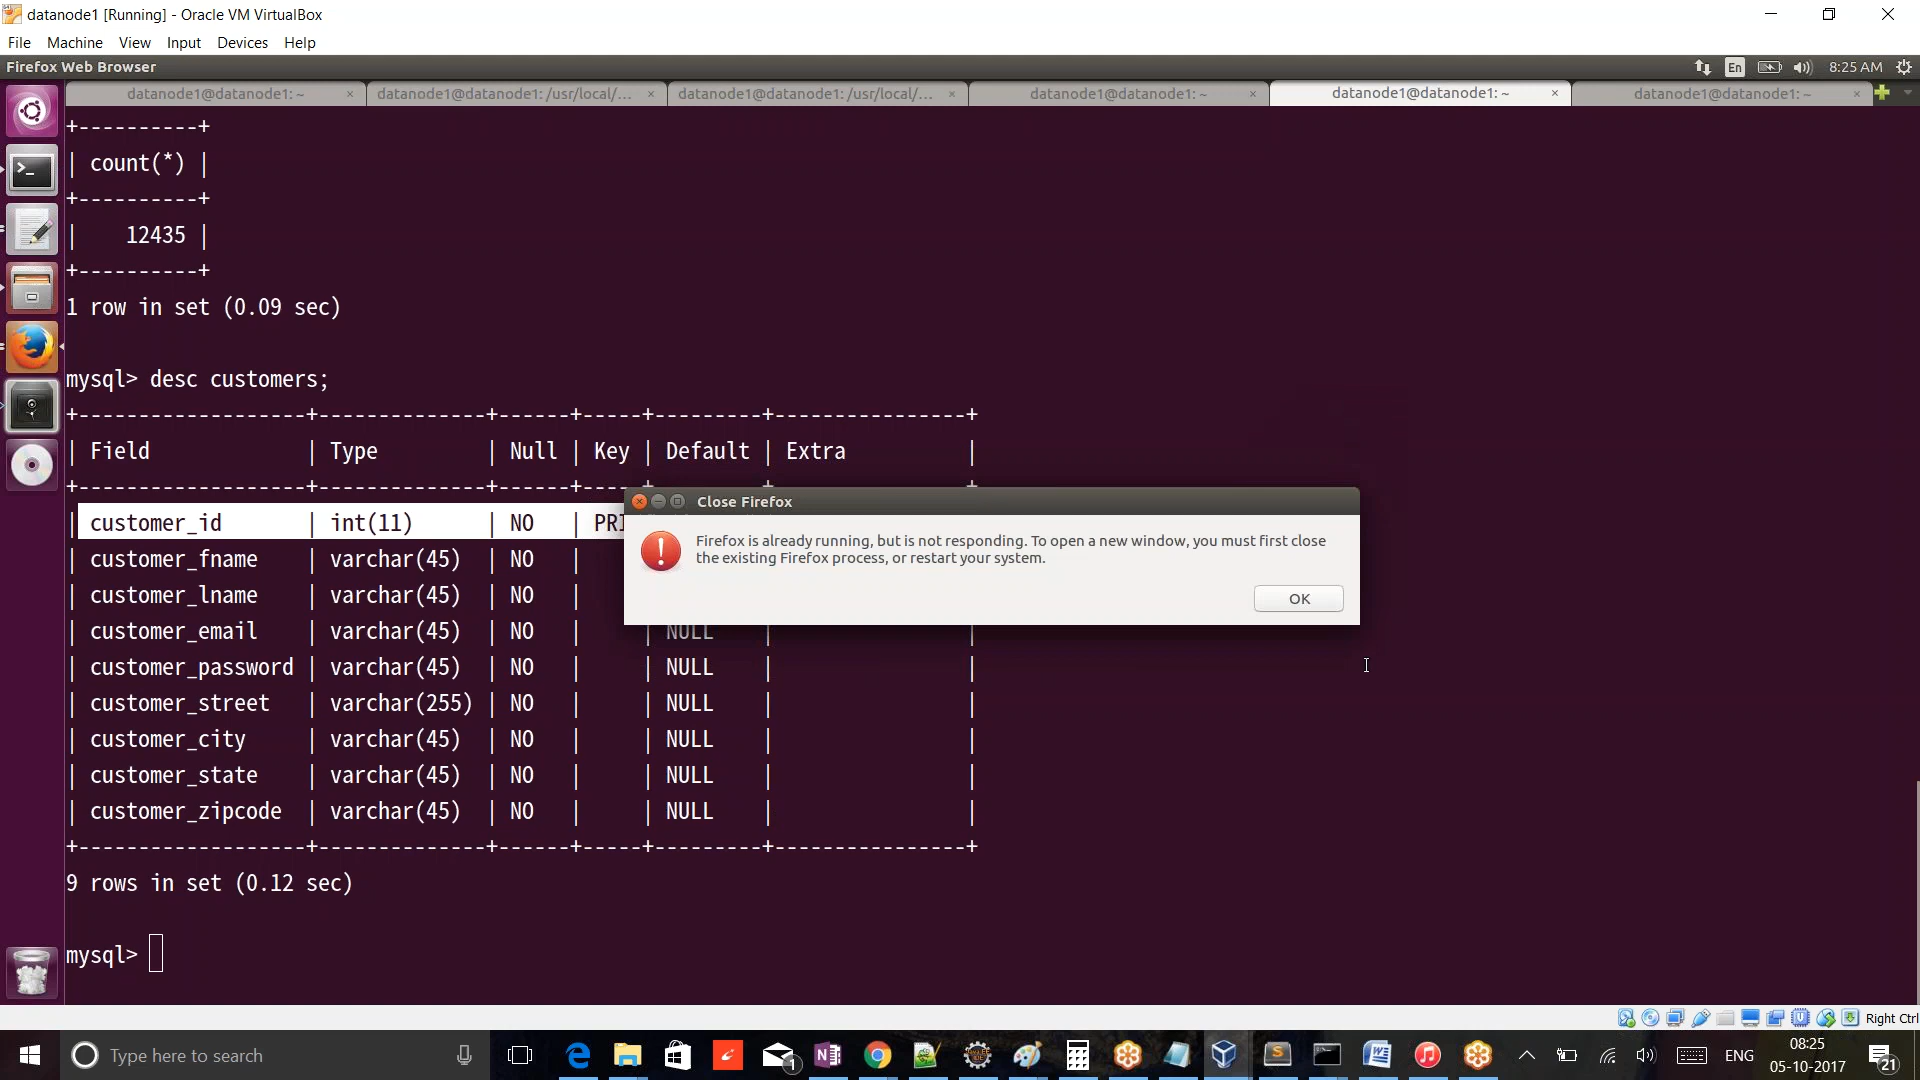 datanode1 [Running] - Oracle VM VirtualBox
File Machine View Input Devices Help
Firefox Web Browser
En 8:25 AM
datanode1@datanode1: ~ × datanode1@datanode1: /usr/local/... × datanode1@datanode1: /usr/local/... × datanode1@datanode1: ~ × datanode1@datanode1: ~ × datanode1@datanode1: ~ ×
+----------+
| count(*) |
+----------+
|    12435 |
+----------+
1 row in set (0.09 sec)
mysql> desc customers;
+-------------------+--------------+------+-----+---------+----------------+
| Field             | Type         | Null | Key | Default | Extra          |
+-------------------+--------------+------+-----+---------+----------------+
| customer_id       | int(11)      | NO   | PRI
| customer_fname    | varchar(45)  | NO   |
| customer_lname    | varchar(45)  | NO   |
| customer_email    | varchar(45)  | NO   |     | NULL    |                |
| customer_password | varchar(45)  | NO   |     | NULL    |                |
| customer_street   | varchar(255) | NO   |     | NULL    |                |
| customer_city     | varchar(45)  | NO   |     | NULL    |                |
| customer_state    | varchar(45)  | NO   |     | NULL    |                |
| customer_zipcode  | varchar(45)  | NO   |     | NULL    |                |
+-------------------+--------------+------+-----+---------+----------------+
9 rows in set (0.12 sec)
mysql>
Close Firefox
Firefox is already running, but is not responding. To open a new window, you must first close
the existing Firefox process, or restart your system.
OK
Right Ctrl
Type here to search
1
ENG
08:25
05-10-2017
21